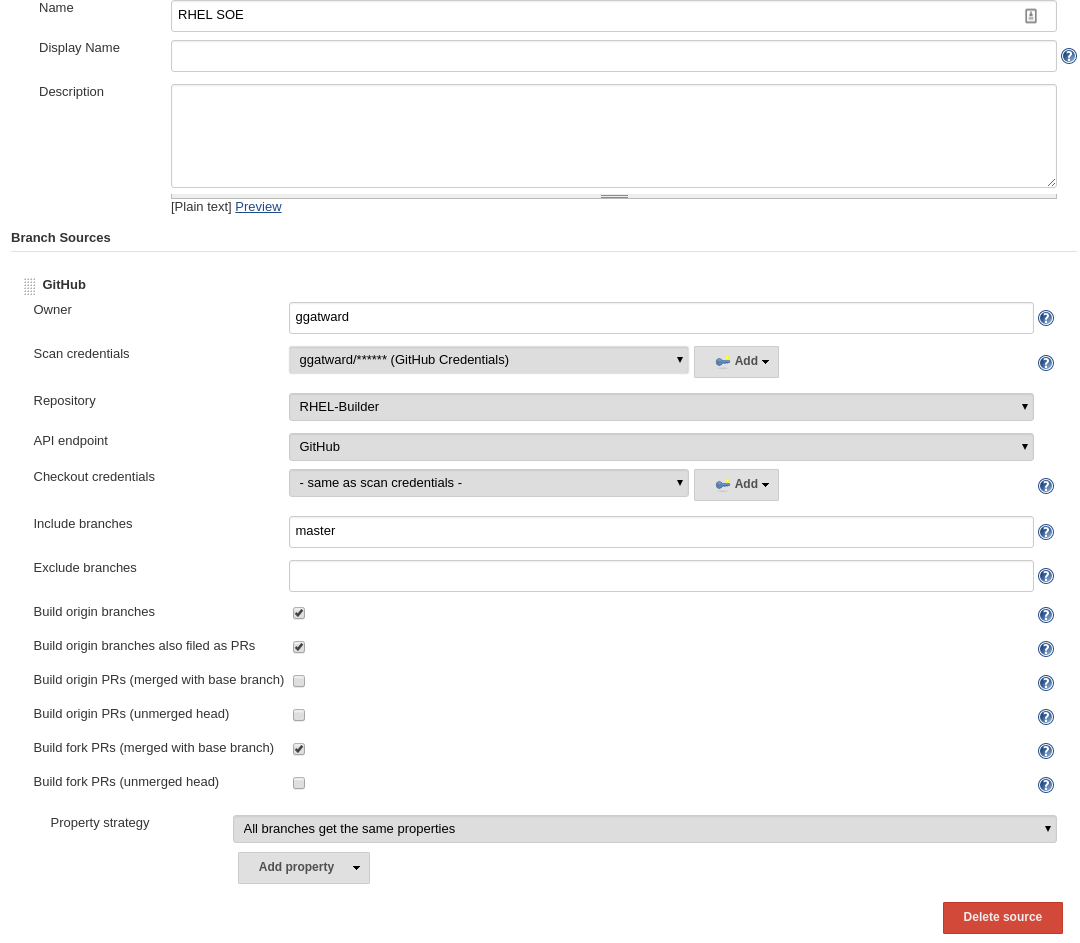 Name
RHEL SOE
Display Name
Description
[Plain text] Preview
Branch Sources
GitHub
Owner
ggatward
Scan credentials
ggatward/****** (GitHub Credentials)
Add
Repository
RHEL-Builder
API endpoint
GitHub
Checkout credentials
- same as scan credentials -
Add
Include branches
master
Exclude branches
Build origin branches
Build origin branches also filed as PRs
Build origin PRs (merged with base branch)
Build origin PRs (unmerged head)
Build fork PRs (merged with base branch)
Build fork PRs (unmerged head)
Property strategy
All branches get the same properties
Add property
Delete source